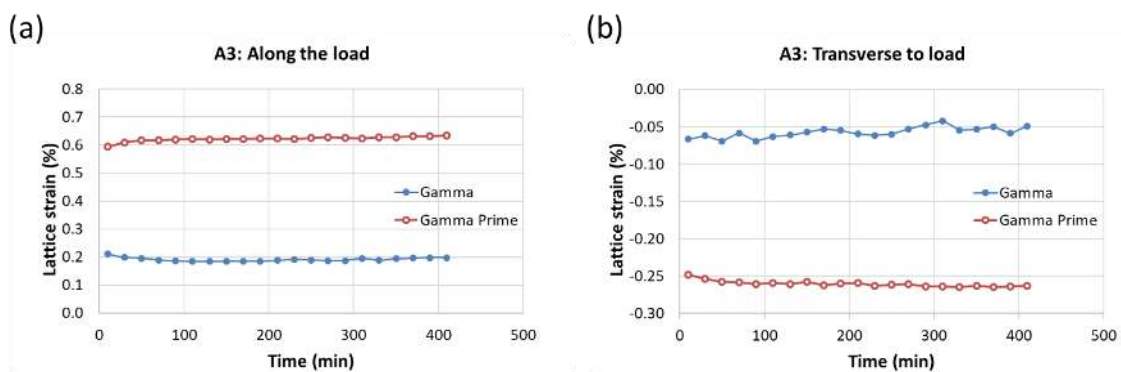 (a)
A3: Along the load
Lattice strain (%)
0.8
0.7
0.6
0.5
0.4
0.3
0.2
0.1
0.0
0 100 200 300 400 500
Time (min)
Gamma
Gamma Prime
(b)
A3: Transverse to load
Lattice strain (%)
0.00
-0.05
-0.10
-0.15
-0.20
-0.25
-0.30
0 100 200 300 400 500
Time (min)
Gamma
Gamma Prime